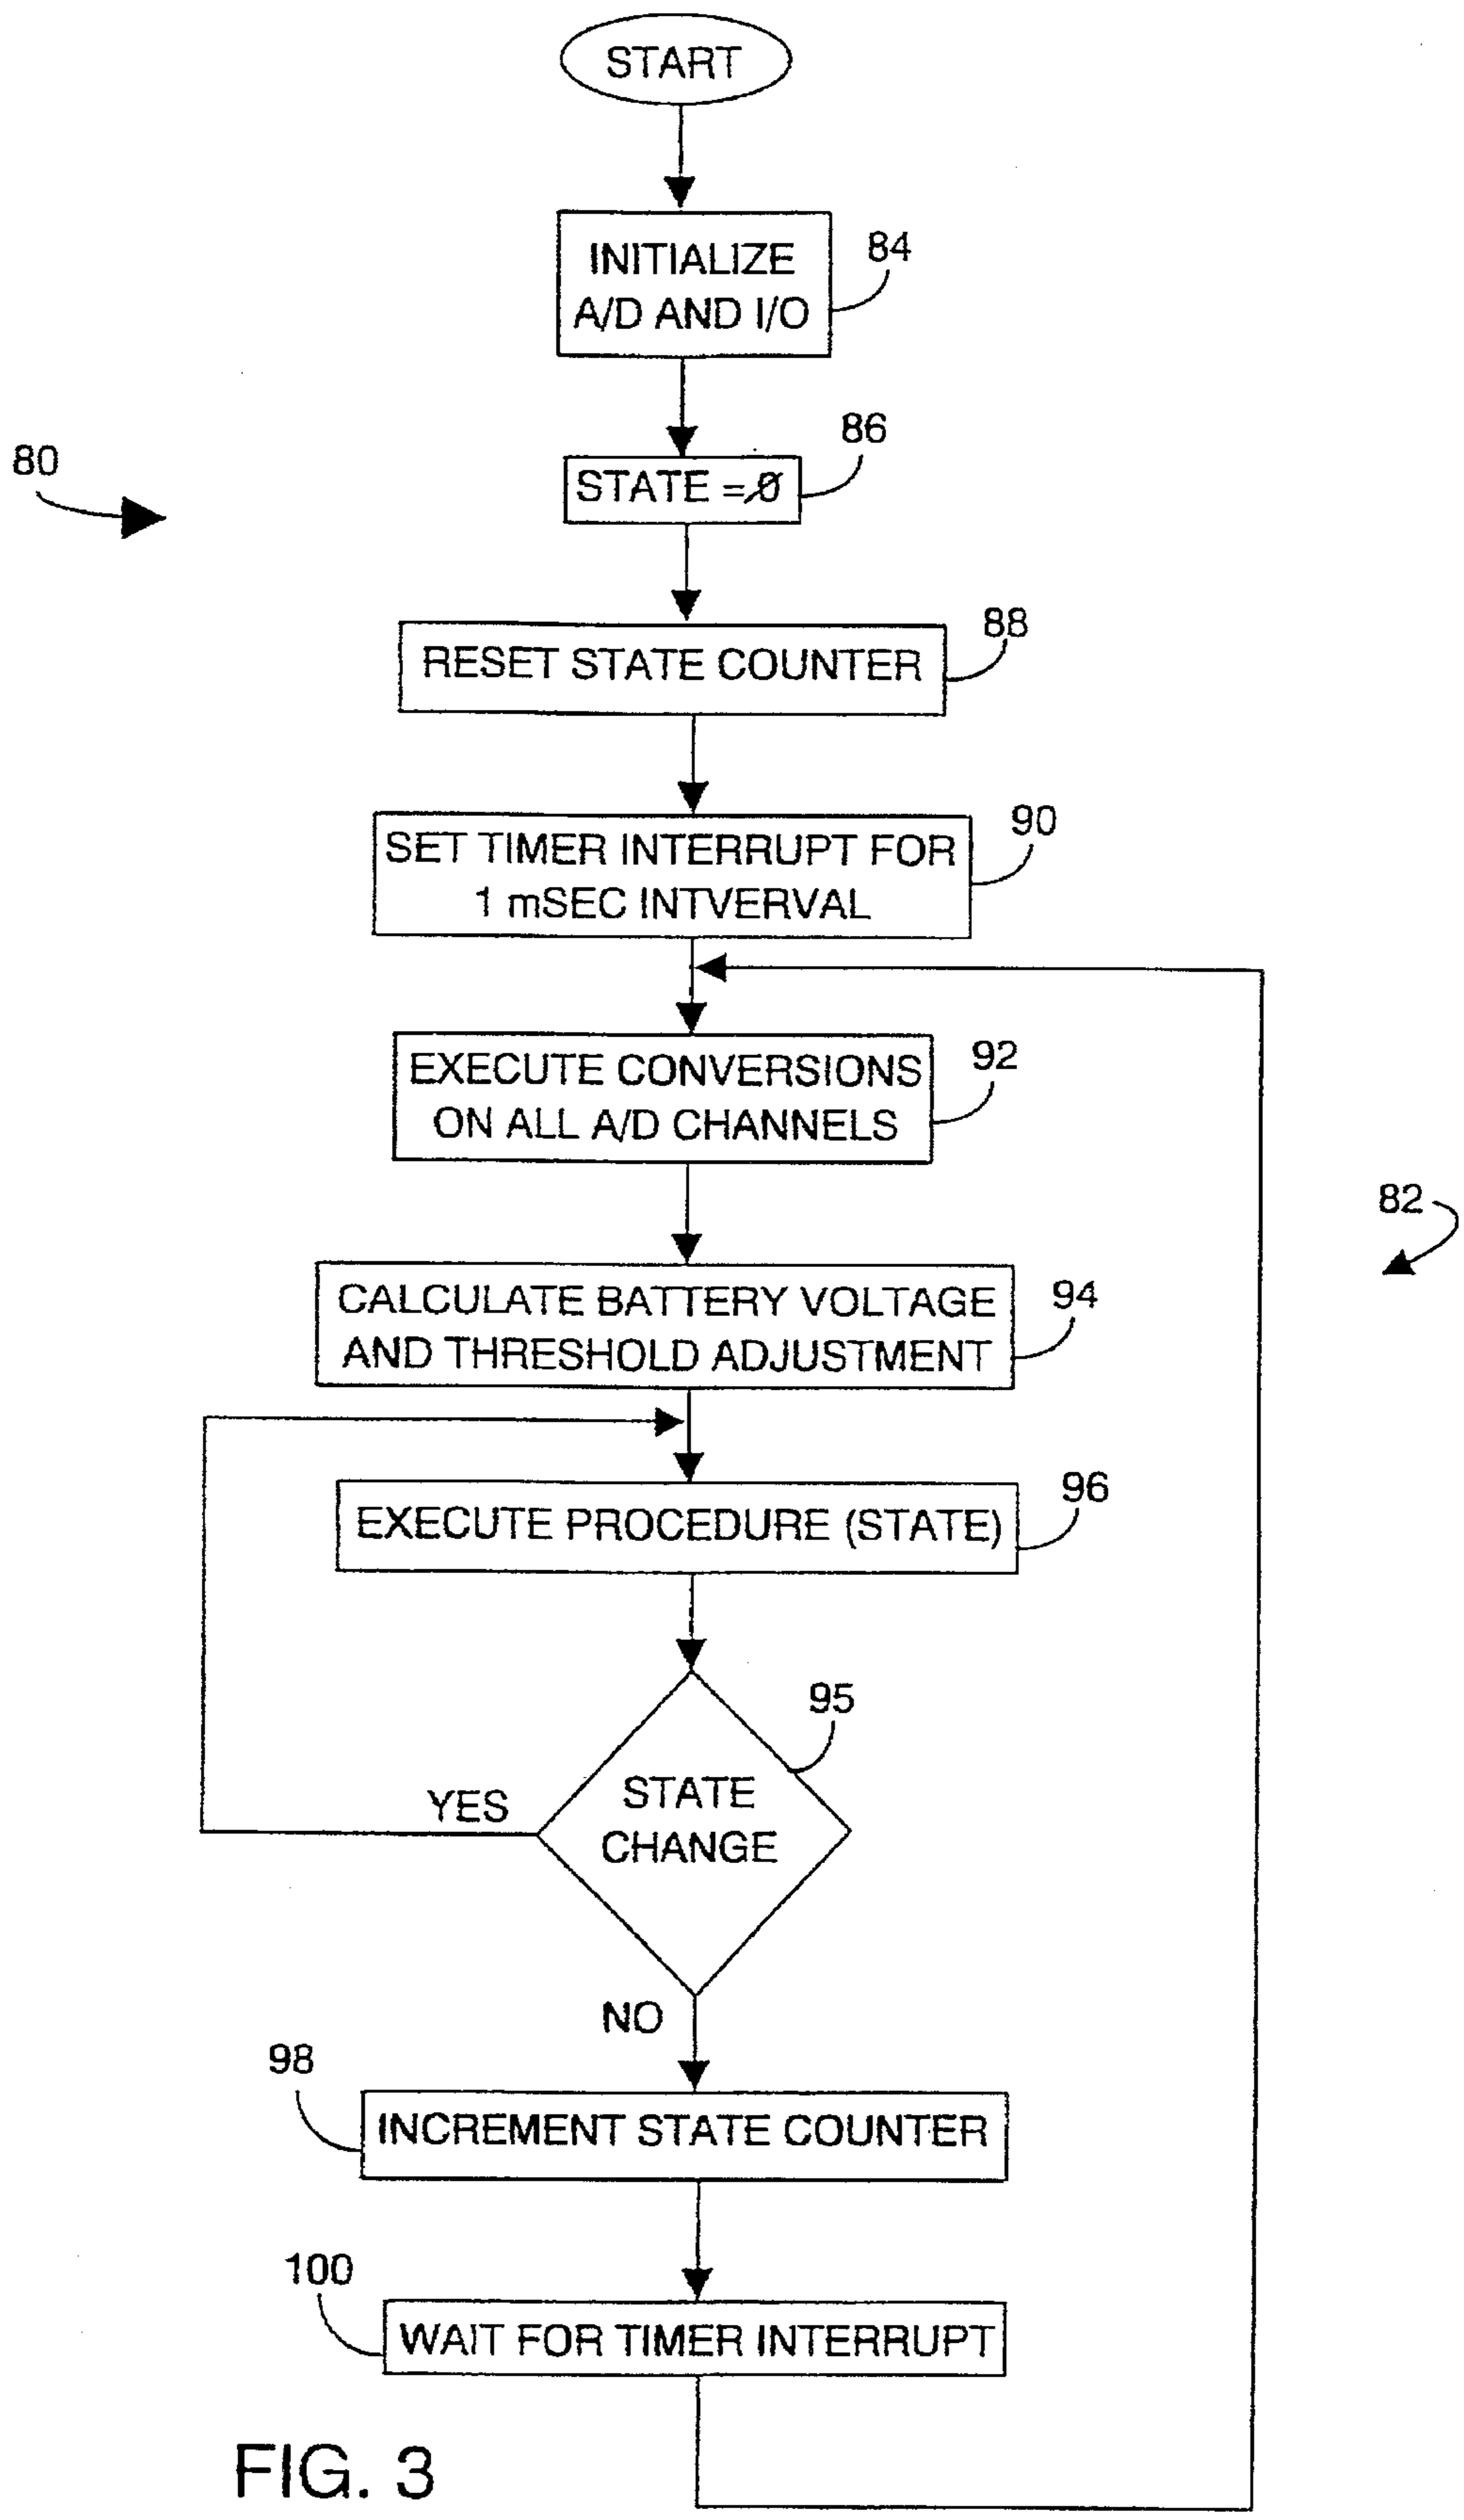 START
INITIALIZE
A/D AND I/O
84
80
STATE = 0
86
RESET STATE COUNTER
88
SET TIMER INTERRUPT FOR
1 mSEC INTVERVAL
90
EXECUTE CONVERSIONS
ON ALL A/D CHANNELS
92
82
CALCULATE BATTERY VOLTAGE
AND THRESHOLD ADJUSTMENT
94
EXECUTE PROCEDURE (STATE)
96
STATE
CHANGE
95
YES
NO
98
INCREMENT STATE COUNTER
100
WAIT FOR TIMER INTERRUPT
FIG. 3